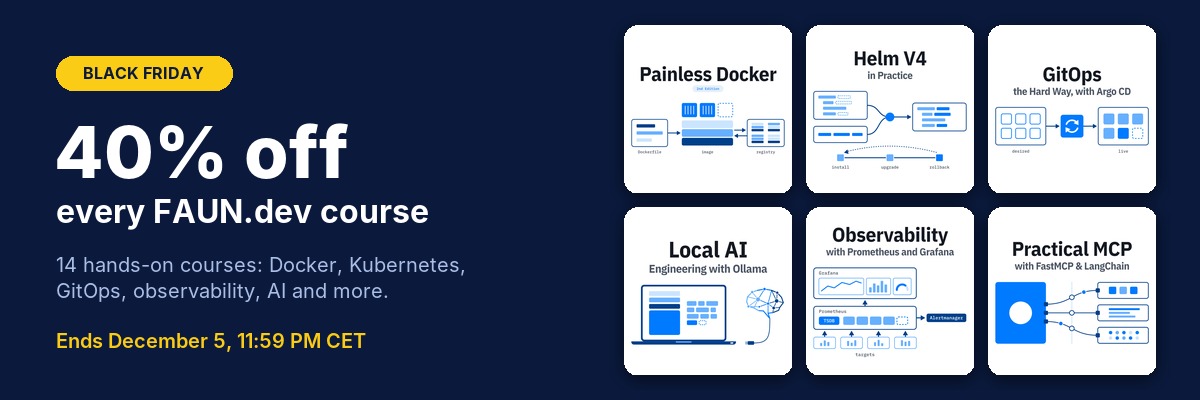 BLACK FRIDAY
40% off
every FAUN.dev course
14 hands-on courses: Docker, Kubernetes,
GitOps, observability, AI and more.
Ends December 5, 11:59 PM CET
Painless Docker
2nd Edition
Dockerfile
image
registry
Helm V4
in Practice
install
upgrade
rollback
GitOps
the Hard Way, with Argo CD
desired
live
Local AI
Engineering with Ollama
Observability
with Prometheus and Grafana
Grafana
Prometheus
TSDB
Alertmanager
targets
Practical MCP
with FastMCP & LangChain